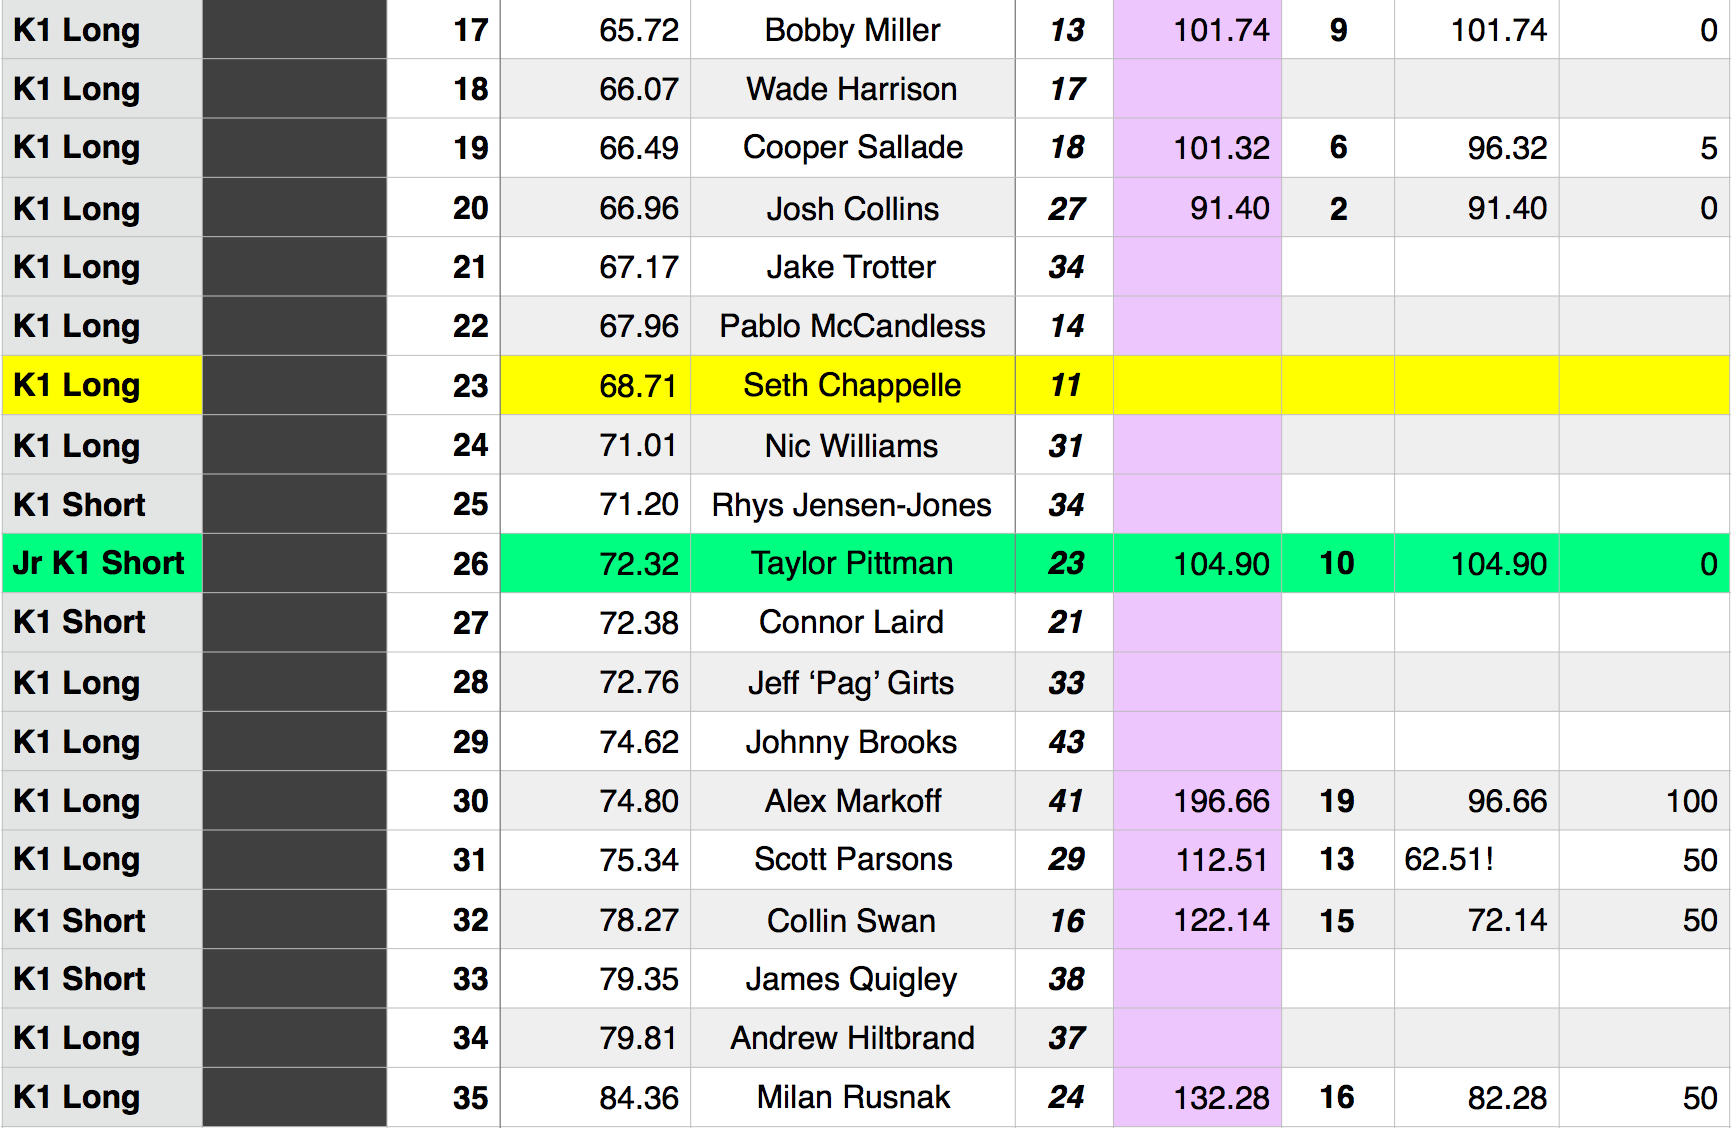 K1 Long 17 65.72 Bobby Miller 13 101.74 9 101.74 0
K1 Long 18 66.07 Wade Harrison 17
K1 Long 19 66.49 Cooper Sallade 18 101.32 6 96.32 5
K1 Long 20 66.96 Josh Collins 27 91.40 2 91.40 0
K1 Long 21 67.17 Jake Trotter 34
K1 Long 22 67.96 Pablo McCandless 14
K1 Long 23 68.71 Seth Chappelle 11
K1 Long 24 71.01 Nic Williams 31
K1 Short 25 71.20 Rhys Jensen-Jones 34
Jr K1 Short 26 72.32 Taylor Pittman 23 104.90 10 104.90 0
K1 Short 27 72.38 Connor Laird 21
K1 Long 28 72.76 Jeff ‘Pag’ Girts 33
K1 Long 29 74.62 Johnny Brooks 43
K1 Long 30 74.80 Alex Markoff 41 196.66 19 96.66 100
K1 Long 31 75.34 Scott Parsons 29 112.51 13 62.51! 50
K1 Short 32 78.27 Collin Swan 16 122.14 15 72.14 50
K1 Short 33 79.35 James Quigley 38
K1 Long 34 79.81 Andrew Hiltbrand 37
K1 Long 35 84.36 Milan Rusnak 24 132.28 16 82.28 50